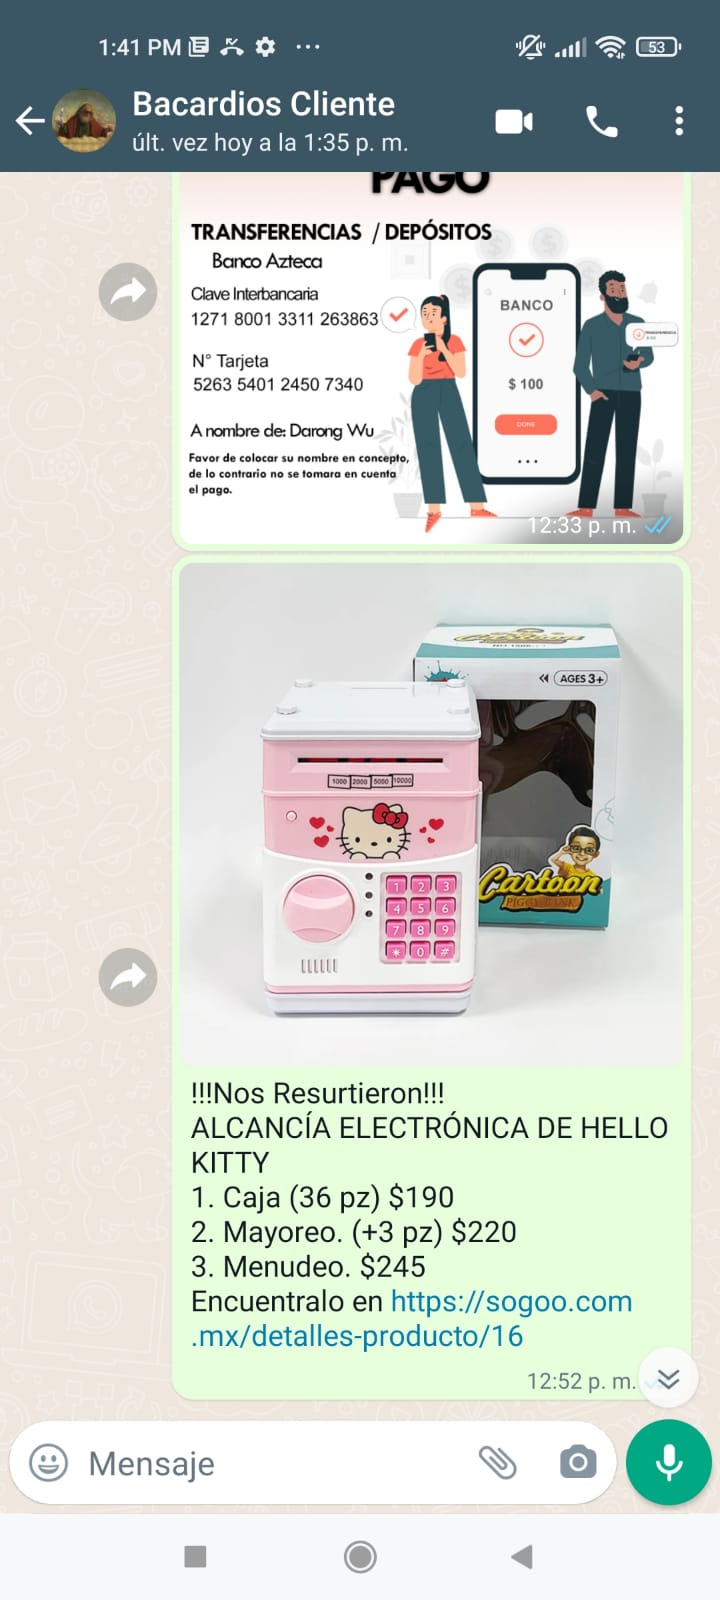 1:41 PM
53
Bacardios Cliente
últ. vez hoy a la 1:35 p. m.
PAGO
TRANSFERENCIAS / DEPÓSITOS
Banco Azteca
Clave Interbancaria
1271 8001 3311 263863
N° Tarjeta
5263 5401 2450 7340
A nombre de: Darong Wu
Favor de colocar su nombre en concepto,
de lo contrario no se tomara en cuenta
el pago.
BANCO
$ 100
DONE
12:33 p. m.
AGES 3+
1000 2000 5000 10000
1 2 3
4 5 6
7 8 9
* 0 #
Cartoon
PIGGY BANK
!!!Nos Resurtieron!!!
ALCANCÍA ELECTRÓNICA DE HELLO
KITTY
1. Caja (36 pz) $190
2. Mayoreo. (+3 pz) $220
3. Menudeo. $245
Encuentralo en https://sogoo.com
.mx/detalles-producto/16
12:52 p. m.
Mensaje